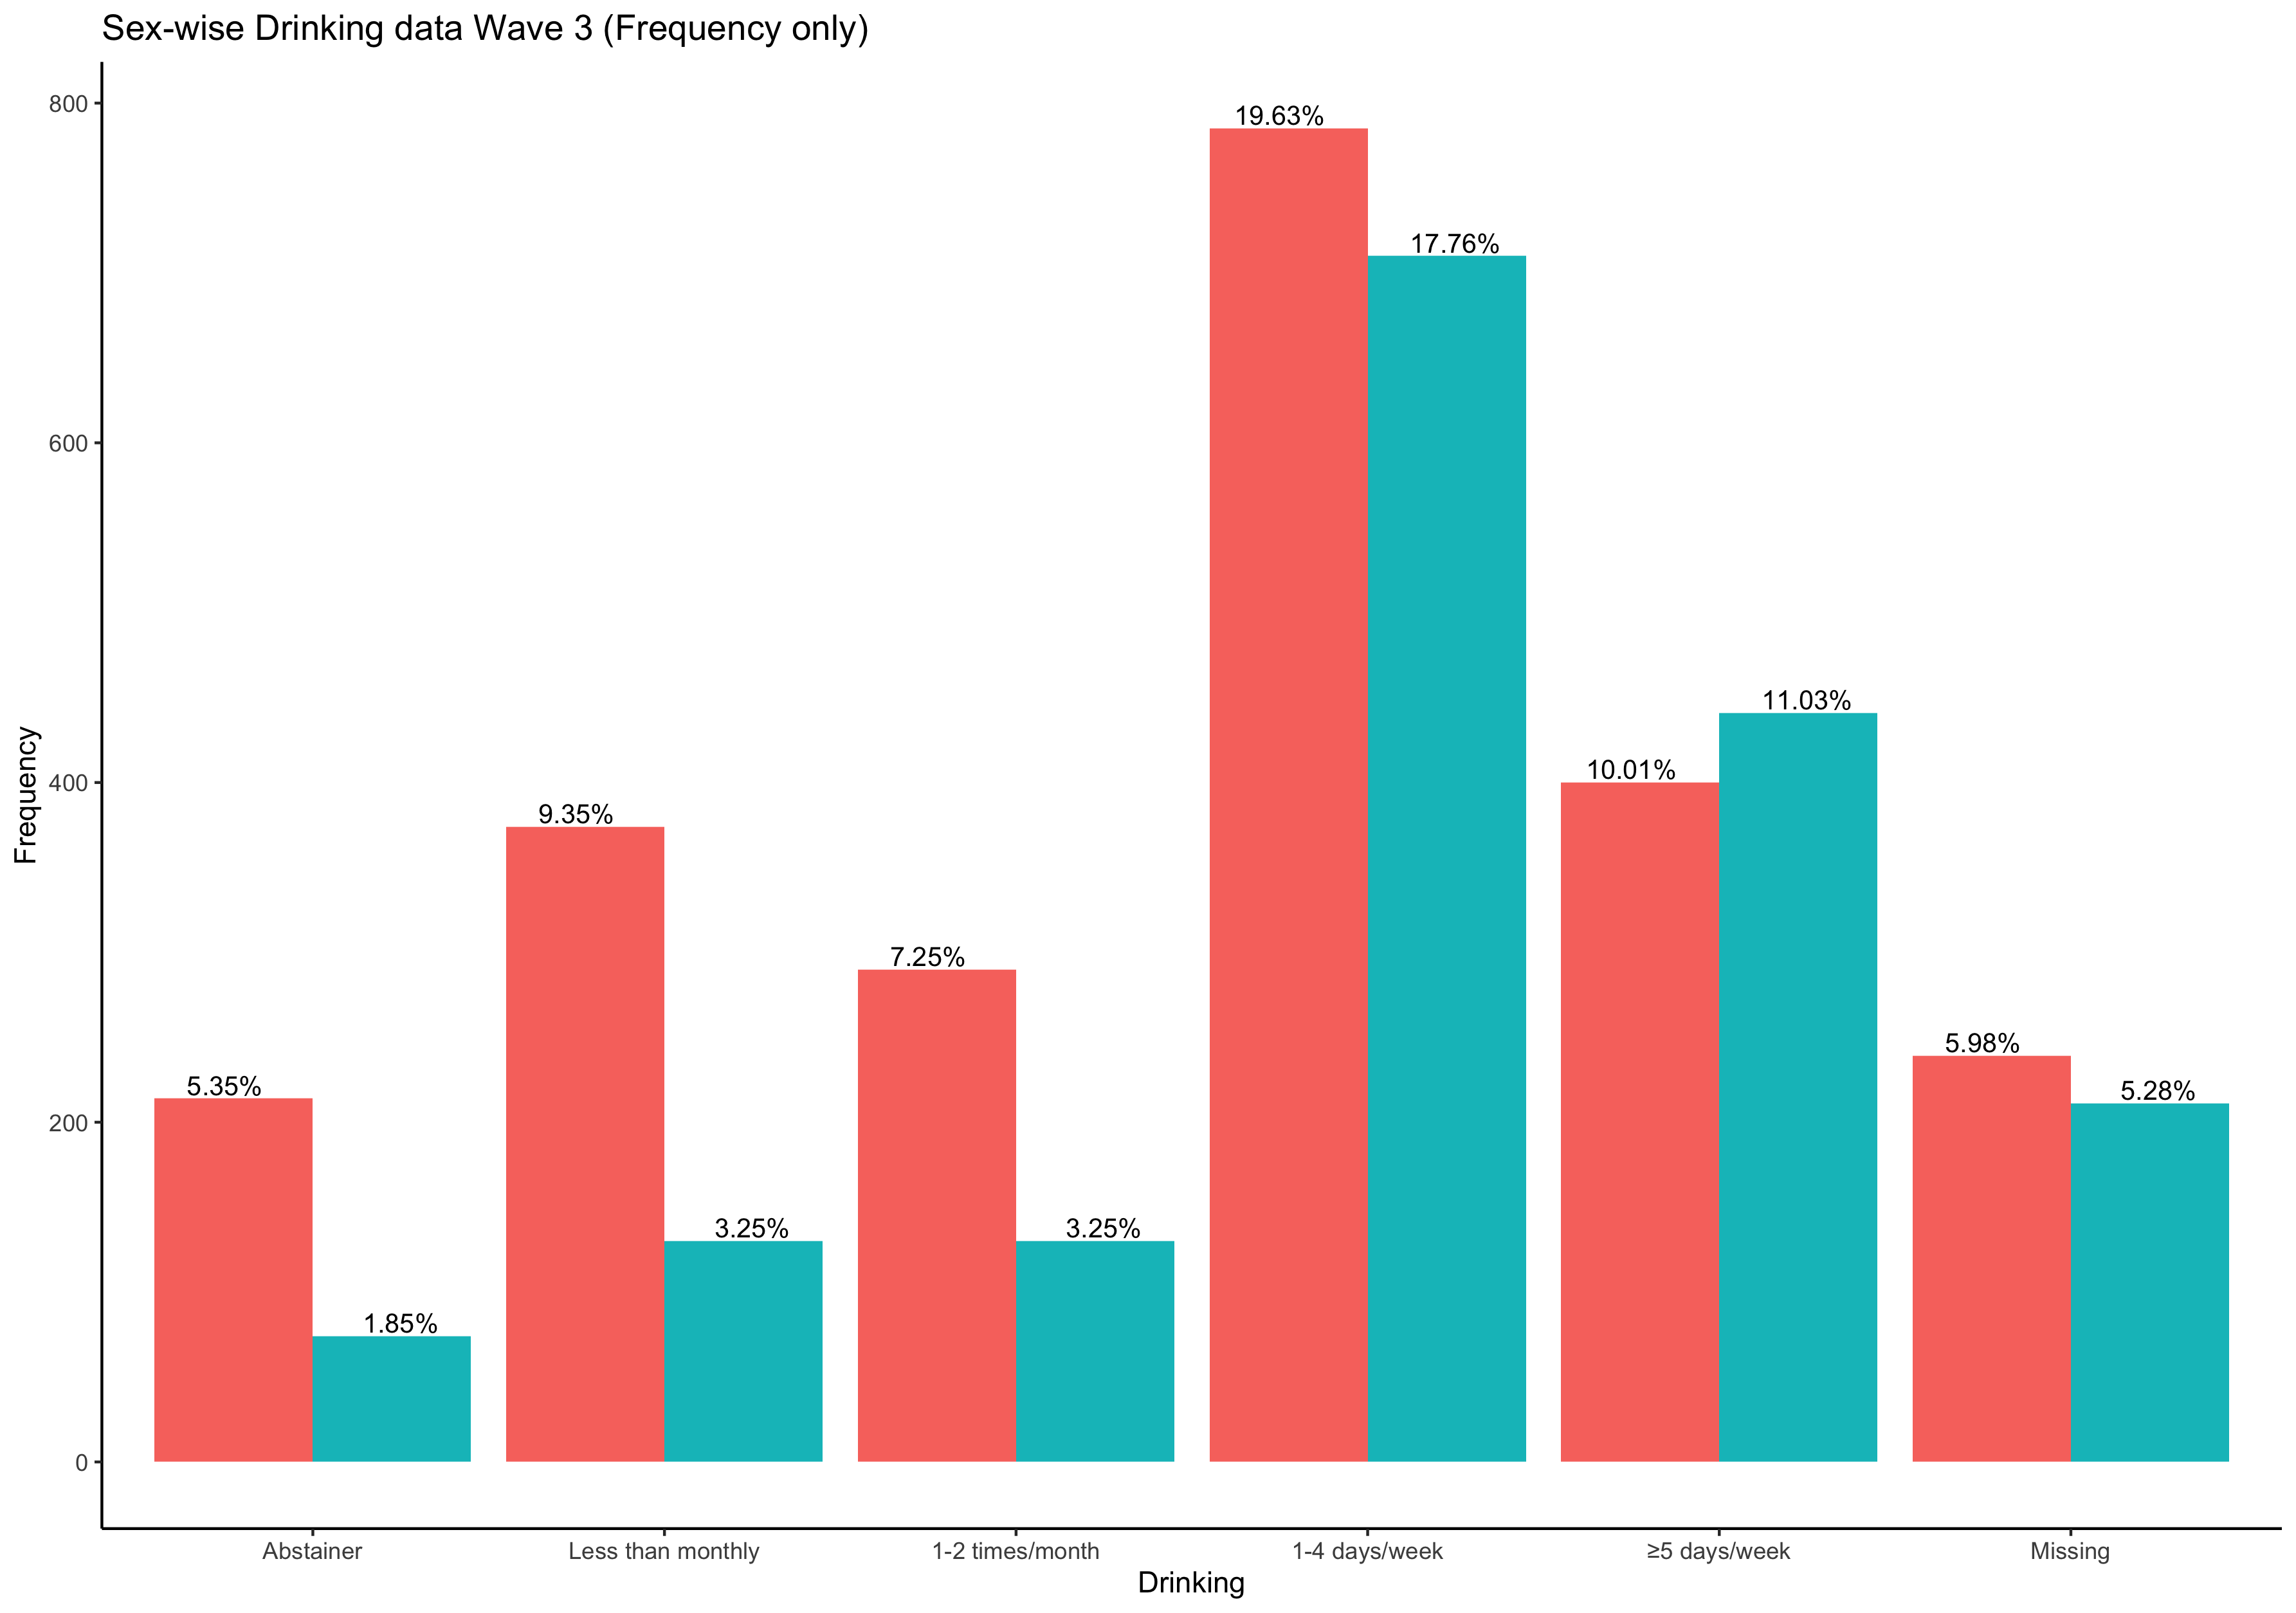 Sex-wise Drinking data Wave 3 (Frequency only)
800
600
400
200
0
Frequency
5.35%
1.85%
9.35%
3.25%
7.25%
3.25%
19.63%
17.76%
10.01%
11.03%
5.98%
5.28%
Abstainer
Less than monthly
1-2 times/month
1-4 days/week
≥5 days/week
Missing
Drinking